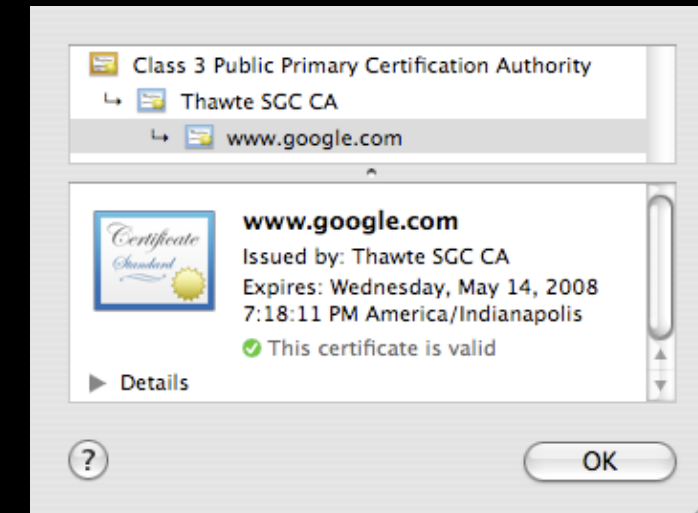 Class 3 Public Primary Certification Authority
Thawte SGC CA
www.google.com
Certificate
Standard
www.google.com
Issued by: Thawte SGC CA
Expires: Wednesday, May 14, 2008
7:18:11 PM America/Indianapolis
This certificate is valid
Details
?
OK